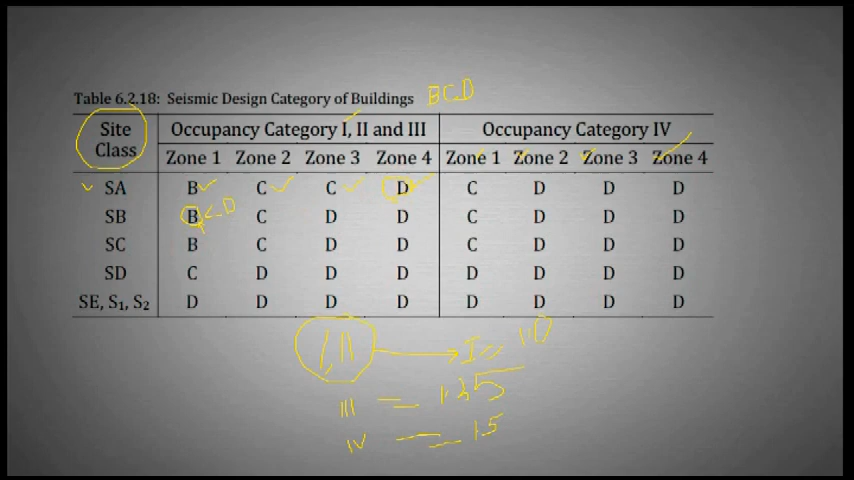 Table 6.2.18: Seismic Design Category of Buildings BCD
Site Class Occupancy Category I, II and III Occupancy Category IV
Zone 1 Zone 2 Zone 3 Zone 4 Zone 1 Zone 2 Zone 3 Zone 4
SA B C C D C D D D
SB B C D D C D D D
SC B C D D C D D D
SD C D D D D D D D
SE, S₁, S₂ D D D D D D D D
I, II
III =
IV = 1.5